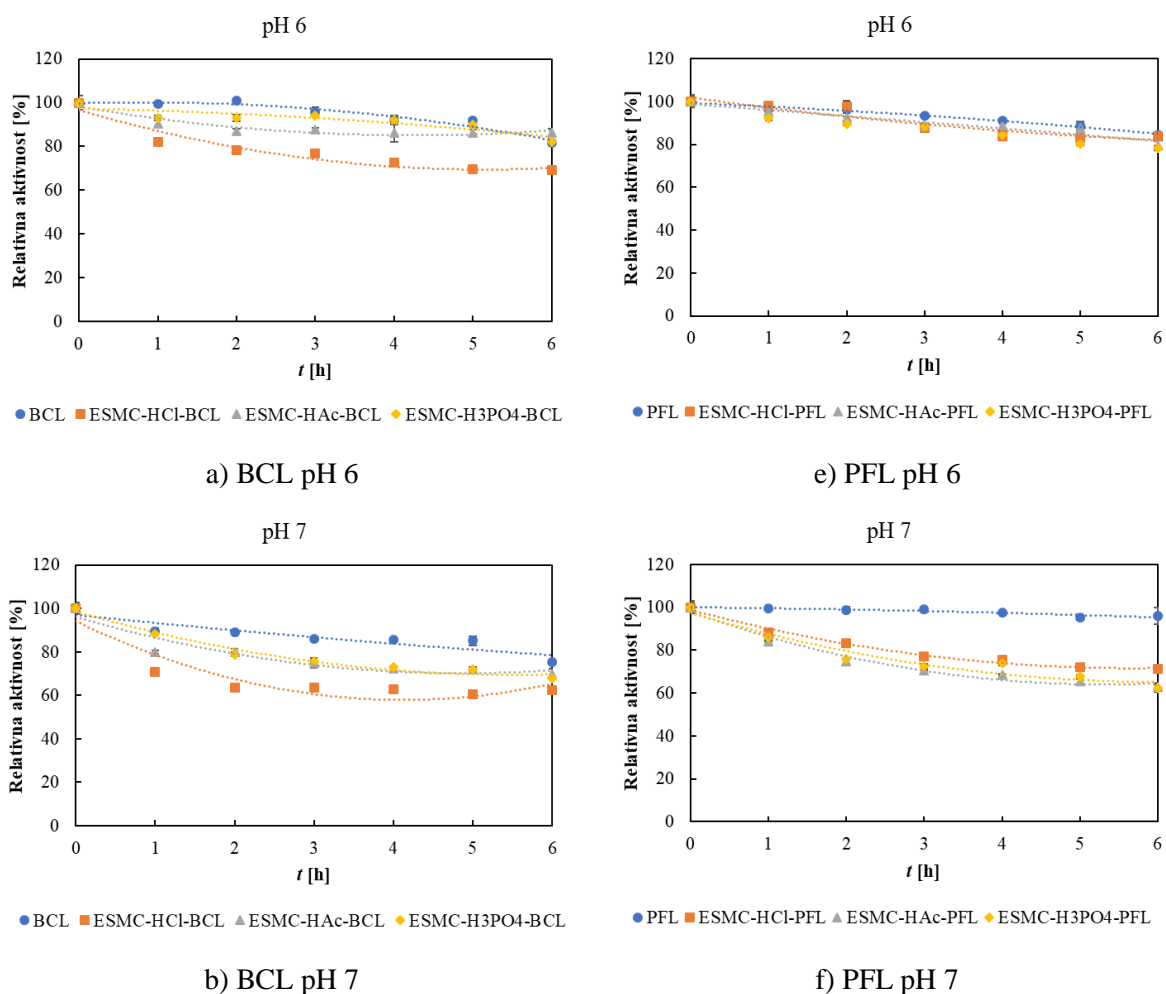 pH 6
120
100
80
60
40
20
0
Relativna aktivnost [%]
0 1 2 3 4 5 6
t [h]
BCL ESMC-HCl-BCL ESMC-HAc-BCL ESMC-H3PO4-BCL
a) BCL pH 6
pH 6
120
100
80
60
40
20
0
Relativna aktivnost [%]
0 1 2 3 4 5 6
t [h]
PFL ESMC-HCl-PFL ESMC-HAc-PFL ESMC-H3PO4-PFL
e) PFL pH 6
pH 7
120
100
80
60
40
20
0
Relativna aktivnost [%]
0 1 2 3 4 5 6
t [h]
BCL ESMC-HCl-BCL ESMC-HAc-BCL ESMC-H3PO4-BCL
b) BCL pH 7
pH 7
120
100
80
60
40
20
0
Relativna aktivnost [%]
0 1 2 3 4 5 6
t [h]
PFL ESMC-HCl-PFL ESMC-HAc-PFL ESMC-H3PO4-PFL
f) PFL pH 7